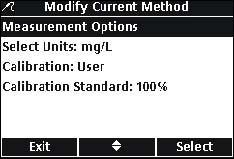 Modify Current Method
Measurement Options
Select Units: mg/L
Calibration: User
Calibration Standard: 100%
Exit
Select